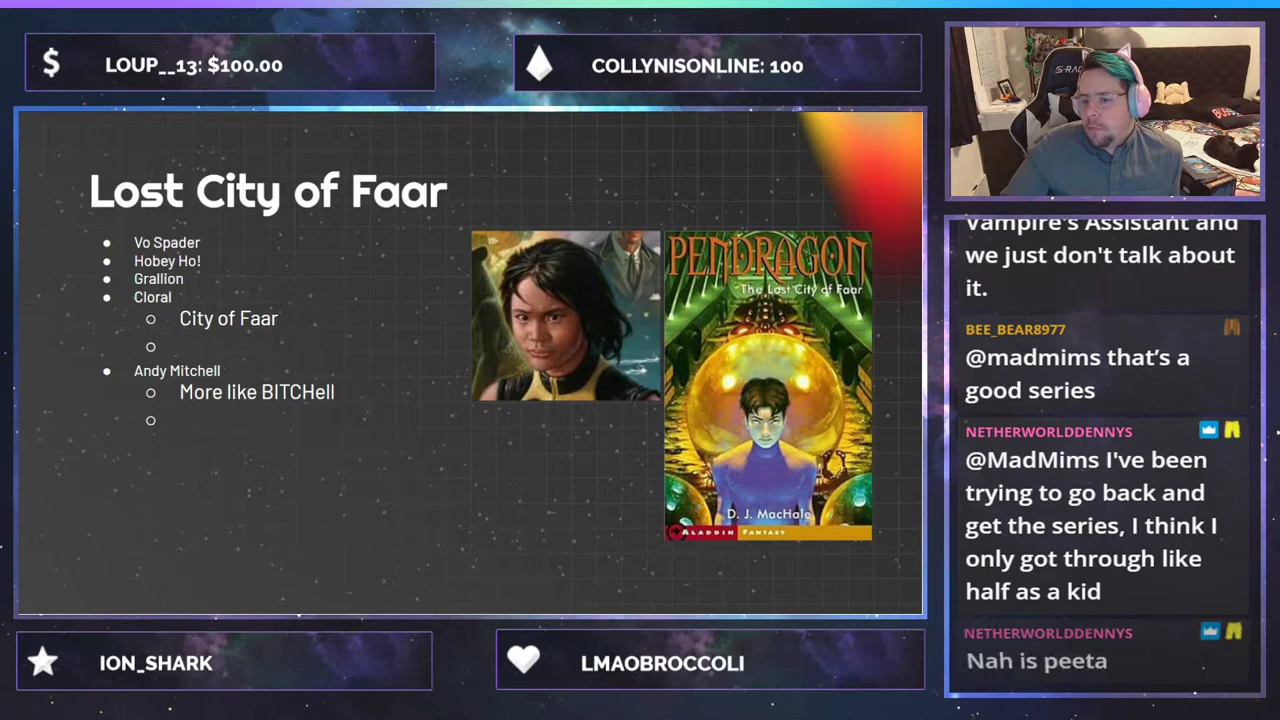 LOUP__13: $100.00
COLLYNISONLINE: 100
Lost City of Faar
Vo Spader
Hobey Ho!
Grallion
Cloral
City of Faar
Andy Mitchell
More like BITCHell
PENDRAGON
The Lost City of Faar
D. J. MacHale
ALADDIN FANTASY
S-RAC
Vampire's Assistant and
we just don't talk about
it.
BEE_BEAR8977
@madmims that's a
good series
NETHERWORLDDENNYS
@MadMims I've been
trying to go back and
get the series, I think I
only got through like
half as a kid
NETHERWORLDDENNYS
Nah is peeta
ION_SHARK
LMAOBROCCOLI